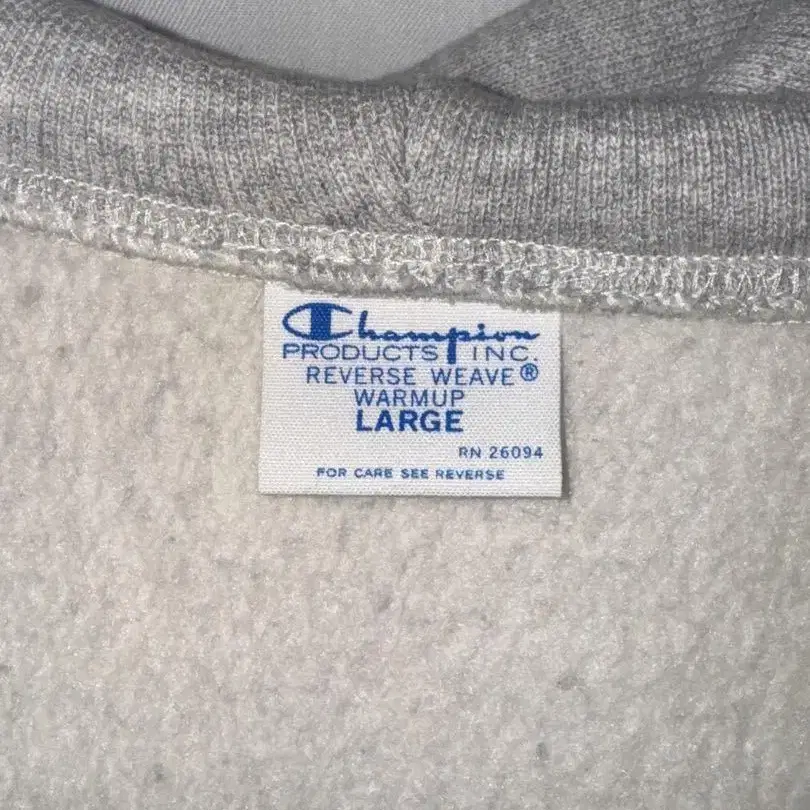 Champion
PRODUCTS INC.
REVERSE WEAVE®
WARMUP
LARGE
RN 26094
FOR CARE SEE REVERSE